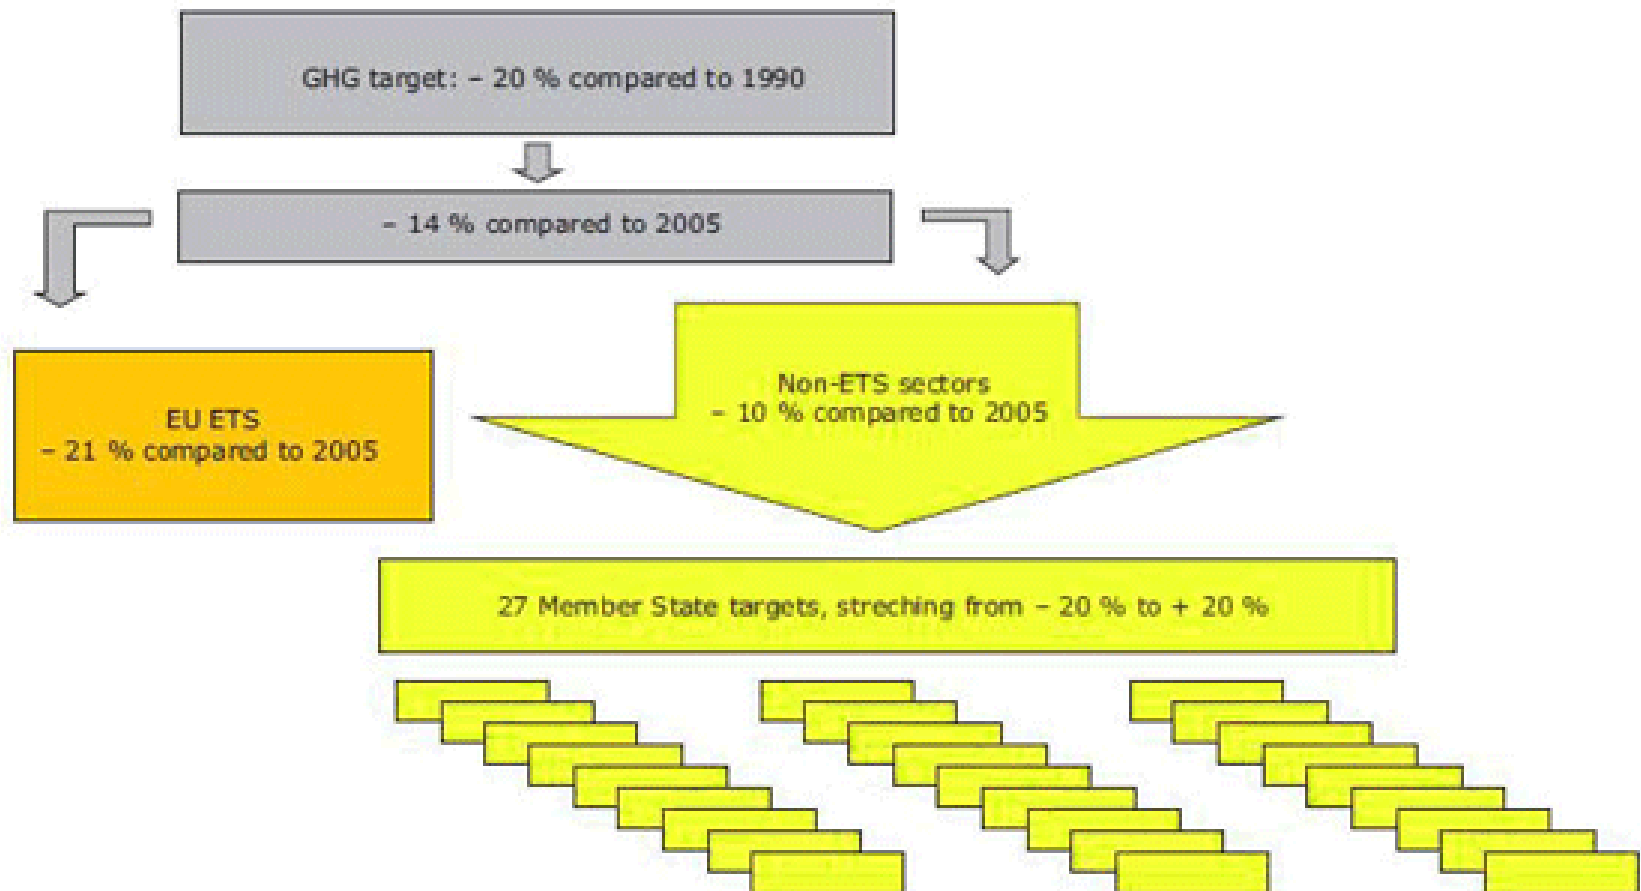 GHG target: – 20 % compared to 1990
– 14 % compared to 2005
EU ETS
– 21 % compared to 2005
Non-ETS sectors
– 10 % compared to 2005
27 Member State targets, streching from – 20 % to + 20 %